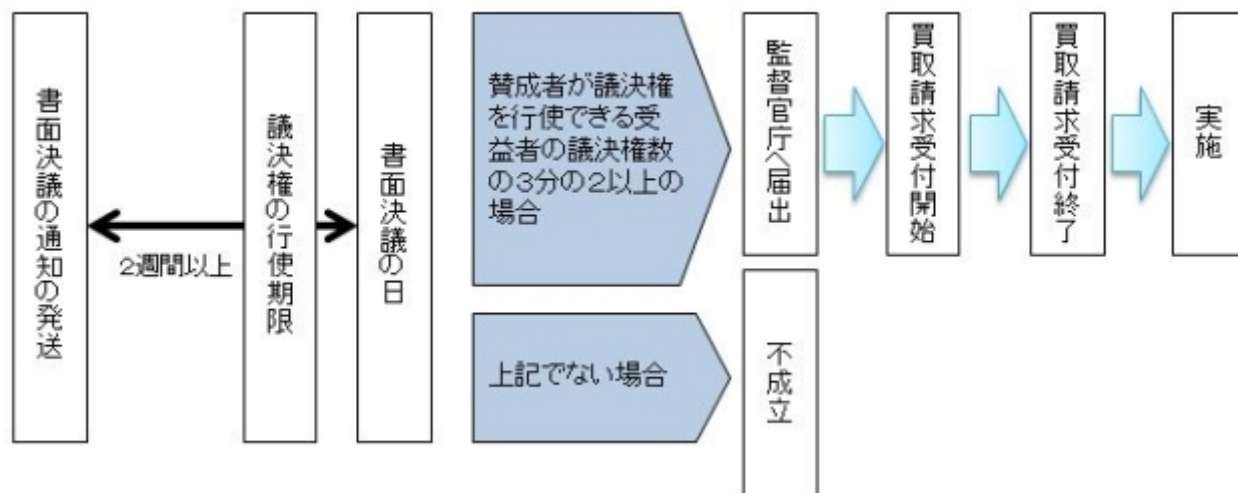 書面決議の通知の発送
2週間以上
議決権の行使期限
書面決議の日
賛成者が議決権
を行使できる受
益者の議決権数
の3分の2以上の
場合
監督官庁へ届出
買取請求受付開始
買取請求受付終了
実施
上記でない場合
不成立